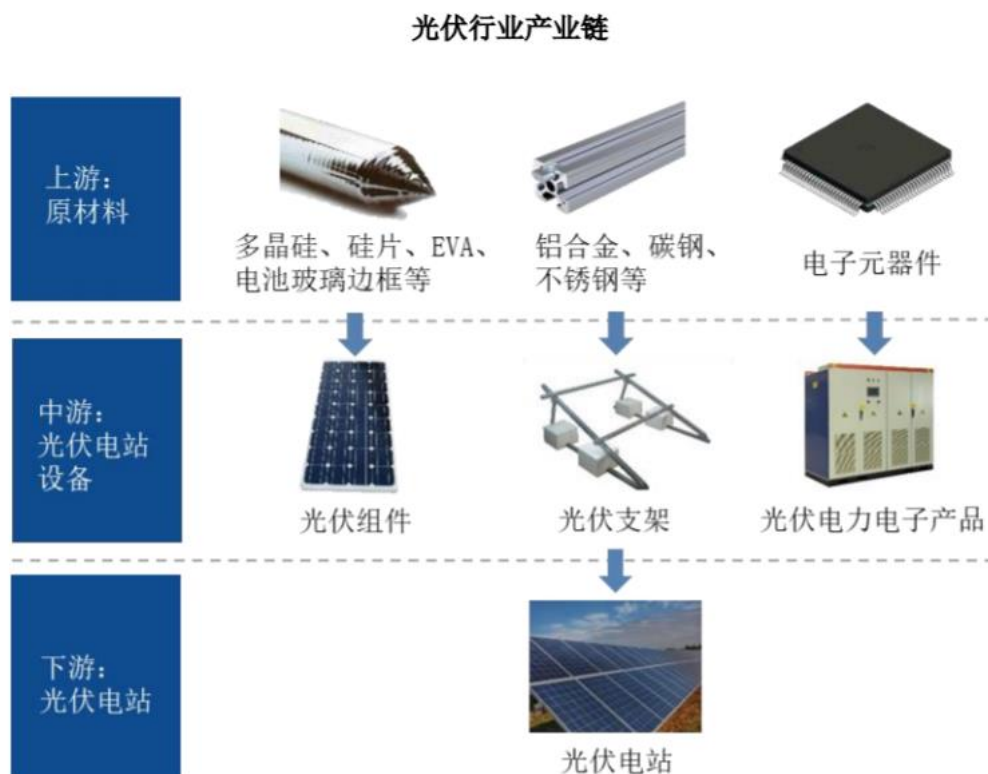 光伏行业产业链
上游：
原材料
多晶硅、硅片、EVA、
电池玻璃边框等
铝合金、碳钢、
不锈钢等
电子元器件
中游：
光伏电站
设备
光伏组件
光伏支架
光伏电力电子产品
下游：
光伏电站
光伏电站